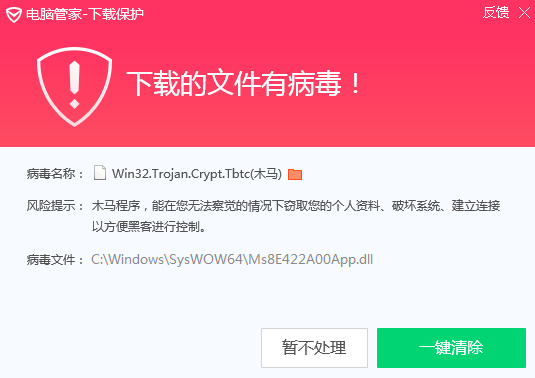 电脑管家-下载保护 反馈
下载的文件有病毒！
病毒名称： Win32.Trojan.Crypt.Tbtc(木马)
风险提示： 木马程序，能在您无法察觉的情况下窃取您的个人资料、破坏系统、建立连接
以方便黑客进行控制。
病毒文件： C:\Windows\SysWOW64\Ms8E422A00App.dll
暂不处理 一键清除